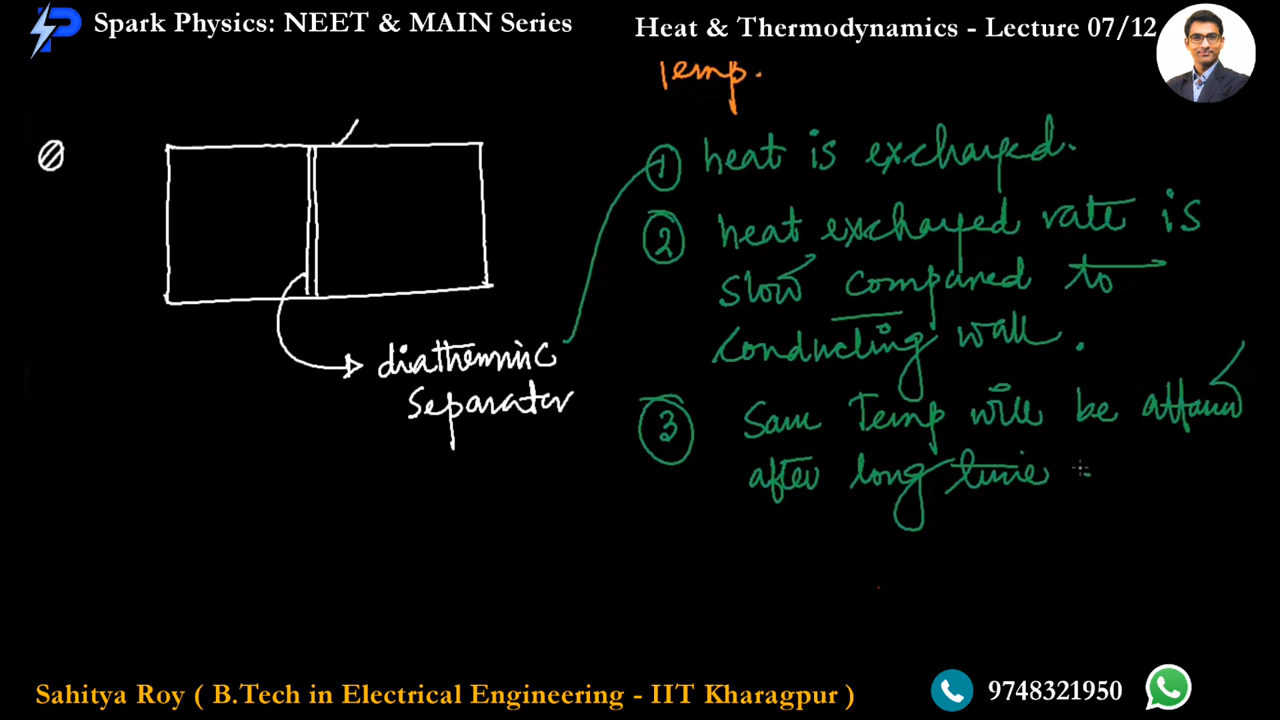 Spark Physics: NEET & MAIN Series
Heat & Thermodynamics - Lecture 07/12
Temp.
① heat is exchanged.
② heat exchanged rate is
slow compared to
conducting wall.
diathermic
separator
③ Same Temp will be attained
after long time
Sahitya Roy ( B.Tech in Electrical Engineering - IIT Kharagpur )
9748321950